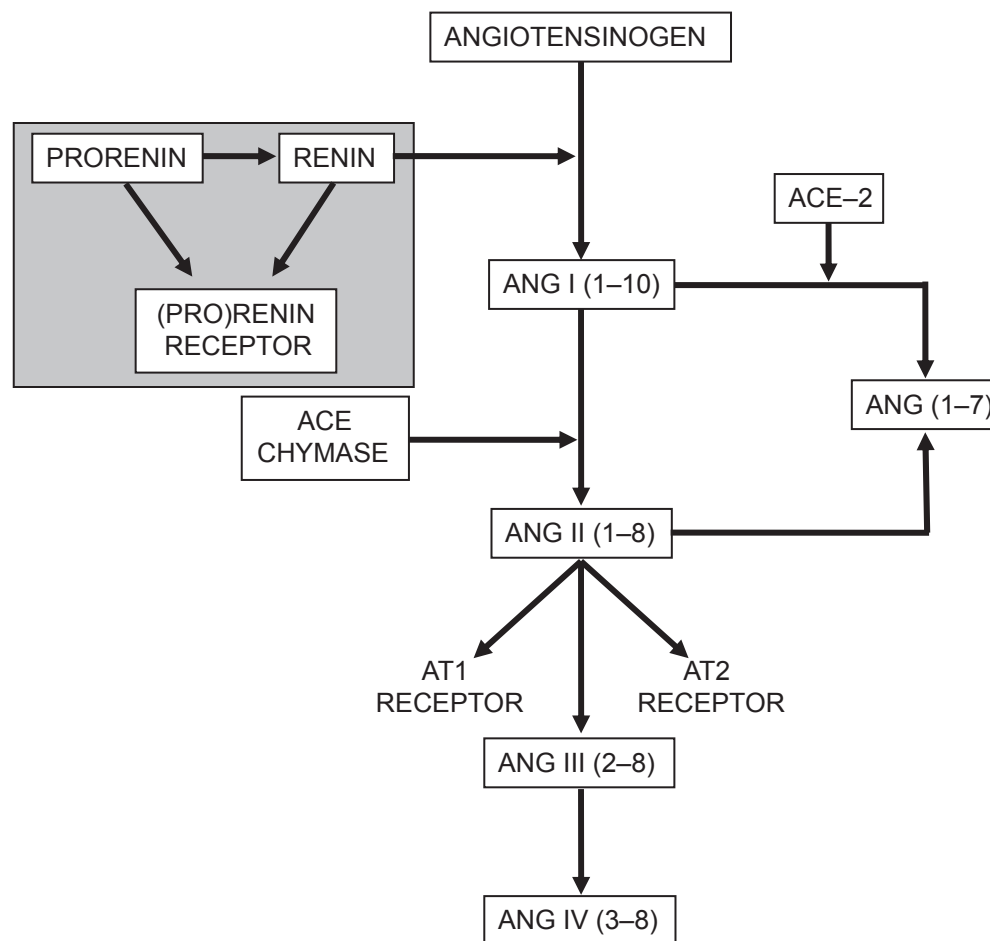 ANGIOTENSINOGEN
PRORENIN
RENIN
ACE–2
ANG I (1–10)
(PRO)RENIN
RECEPTOR
ANG (1–7)
ACE
CHYMASE
ANG II (1–8)
AT1
RECEPTOR
AT2
RECEPTOR
ANG III (2–8)
ANG IV (3–8)